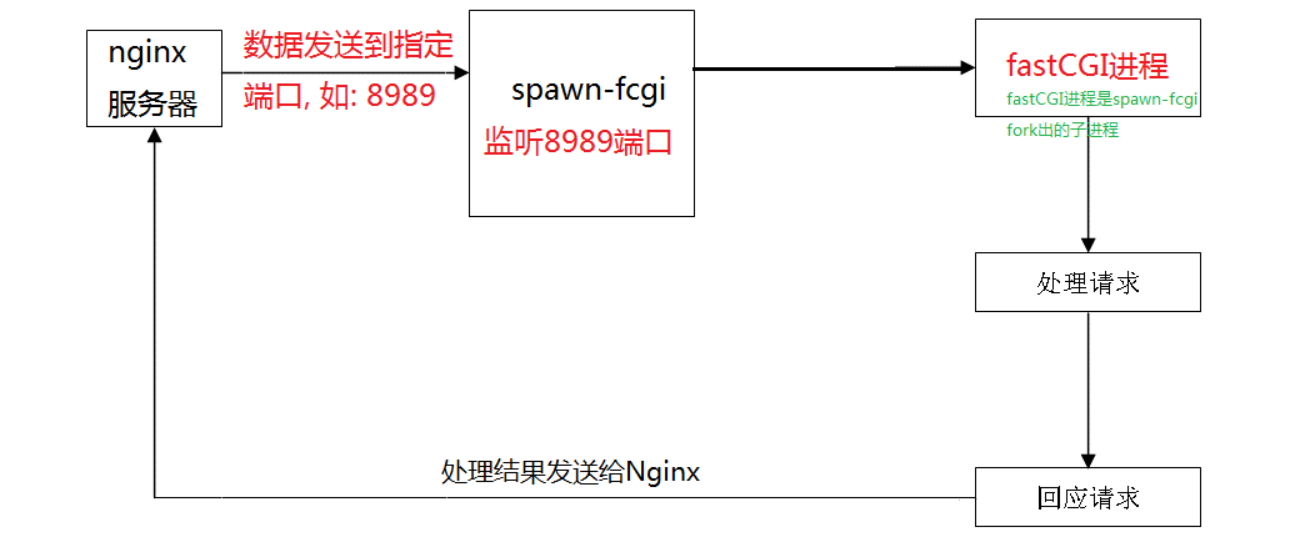 nginx
服务器
数据发送到指定
端口, 如: 8989
spawn-fcgi
监听8989端口
fastCGI进程
fastCGI进程是spawn-fcgi
fork出的子进程
处理请求
回应请求
处理结果发送给Nginx